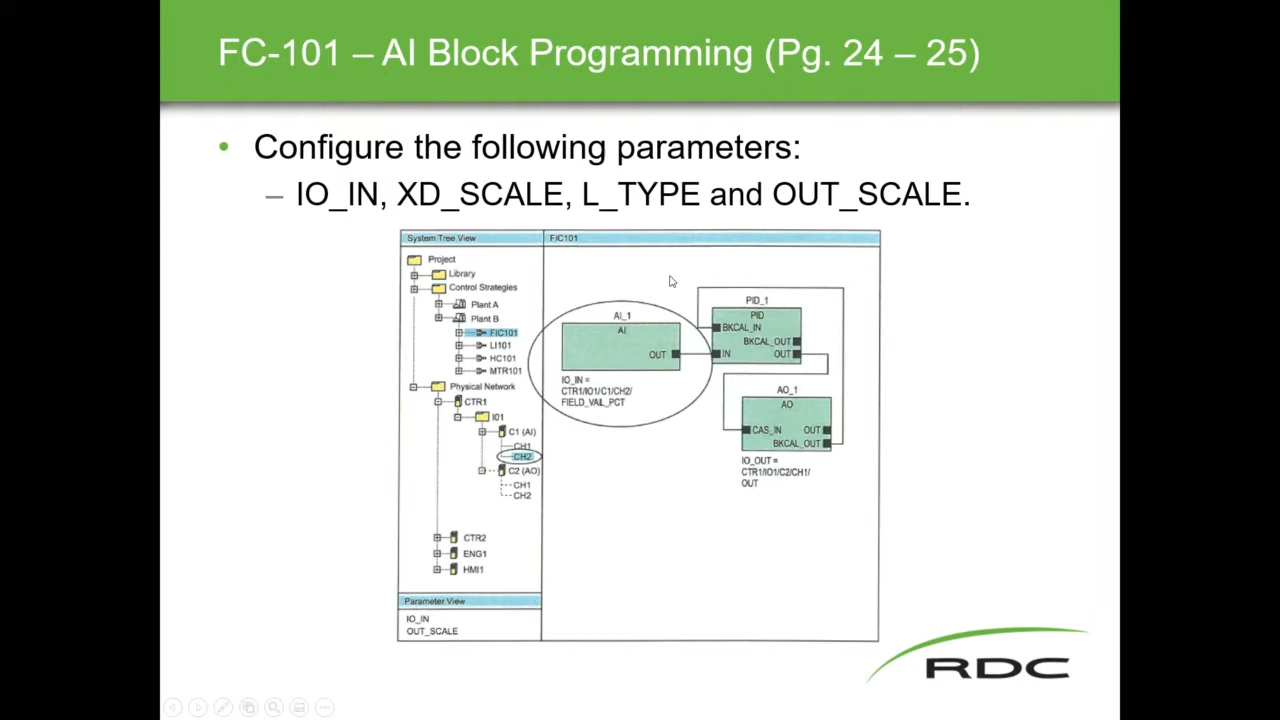 FC-101 – AI Block Programming (Pg. 24 – 25)
• Configure the following parameters:
– IO_IN, XD_SCALE, L_TYPE and OUT_SCALE.
System Tree View
Project
Library
Control Strategies
Plant A
Plant B
FIC101
LI101
HC101
MTR101
Physical Network
CTR1
I01
C1 (AI)
CH1
CH2
C2 (AO)
CH1
CH2
CTR2
ENG1
HMI1
Parameter View
IO_IN
OUT_SCALE
FIC101
AI_1
AI
OUT
IO_IN =
CTR1/IO1/C1/CH2/
FIELD_VAL_PCT
PID_1
PID
BKCAL_IN
BKCAL_OUT
IN
OUT
AO_1
AO
CAS_IN
OUT
BKCAL_OUT
IO_OUT =
CTR1/IO1/C2/CH1/
OUT
RDC